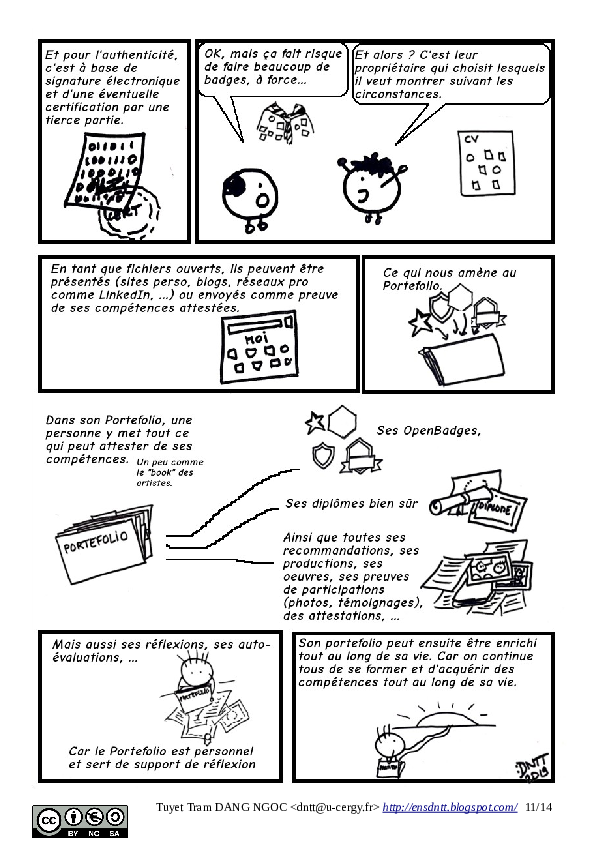 Et pour l'authenticité,
c'est à base de
signature électronique
et d'une éventuelle
certification par une
tierce partie.
011011
1001110
CERT
OK, mais ça fait risque
de faire beaucoup de
badges, à force...
Et alors ? C'est leur
propriétaire qui choisit lesquels
il veut montrer suivant les
circonstances.
CV
En tant que fichiers ouverts, ils peuvent être
présentés (sites perso, blogs, réseaux pro
comme LinkedIn, ...) ou envoyés comme preuve
de ses compétences attestées.
MOI
Ce qui nous amène au
Portefolio.
Dans son Portefolio, une
personne y met tout ce
qui peut attester de ses
compétences.
Un peu comme
le "book" des
artistes.
PORTEFOLIO
Ses OpenBadges,
Ses diplômes bien sûr
DIPLODE
Ainsi que toutes ses
recommandations, ses
productions, ses
oeuvres, ses preuves
de participations
(photos, témoignages),
des attestations, ...
Mais aussi ses réflexions, ses auto-
évaluations, ...
PORTFOLIO
Car le Portefolio est personnel
et sert de support de réflexion
Son portefolio peut ensuite être enrichi
tout au long de sa vie. Car on continue
tous de se former et d'acquérir des
compétences tout au long de sa vie.
DNTT
2019
Tuyet Tram DANG NGOC <dntt@u-cergy.fr> http://ensdntt.blogspot.com/ 11/14
cc
BY NC SA